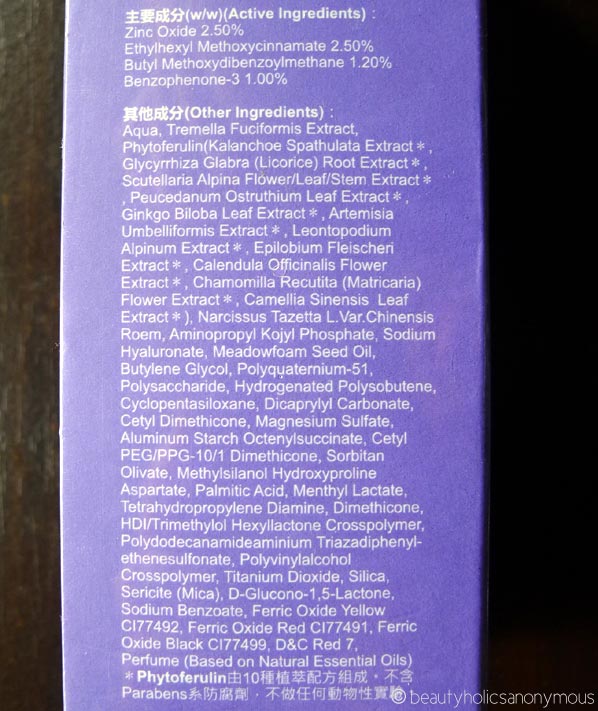 主要成分(w/w)(Active Ingredients) :
Zinc Oxide 2.50%
Ethylhexyl Methoxycinnamate 2.50%
Butyl Methoxydibenzoylmethane 1.20%
Benzophenone-3 1.00%
其他成分(Other Ingredients) :
Aqua, Tremella Fuciformis Extract,
Phytoferulin(Kalanchoe Spathulata Extract＊,
Glycyrrhiza Glabra (Licorice) Root Extract＊,
Scutellaria Alpina Flower/Leaf/Stem Extract＊
, Peucedanum Ostruthium Leaf Extract＊,
Ginkgo Biloba Leaf Extract＊, Artemisia
Umbelliformis Extract＊, Leontopodium
Alpinum Extract＊, Epilobium Fleischeri
Extract＊, Calendula Officinalis Flower
Extract＊, Chamomilla Recutita (Matricaria)
Flower Extract＊, Camellia Sinensis Leaf
Extract＊), Narcissus Tazetta L.Var.Chinensis
Roem, Aminopropyl Kojyl Phosphate, Sodium
Hyaluronate, Meadowfoam Seed Oil,
Butylene Glycol, Polyquaternium-51,
Polysaccharide, Hydrogenated Polysobutene,
Cyclopentasiloxane, Dicaprylyl Carbonate,
Cetyl Dimethicone, Magnesium Sulfate,
Aluminum Starch Octenylsuccinate, Cetyl
PEG/PPG-10/1 Dimethicone, Sorbitan
Olivate, Methylsilanol Hydroxyproline
Aspartate, Palmitic Acid, Menthyl Lactate,
Tetrahydropropylene Diamine, Dimethicone,
HDI/Trimethylol Hexyllactone Crosspolymer,
Polydodecanamideaminium Triazadiphenyl-
ethenesulfonate, Polyvinylalcohol
Crosspolymer, Titanium Dioxide, Silica,
Sericite (Mica), D-Glucono-1,5-Lactone,
Sodium Benzoate, Ferric Oxide Yellow
CI77492, Ferric Oxide Red CI77491, Ferric
Oxide Black CI77499, D&C Red 7,
Perfume (Based on Natural Essential Oils)
＊Phytoferulin由10種植萃配方組成，不含
Parabens系防腐劑，不做任何動物性實驗
© beautyholicsanonymous